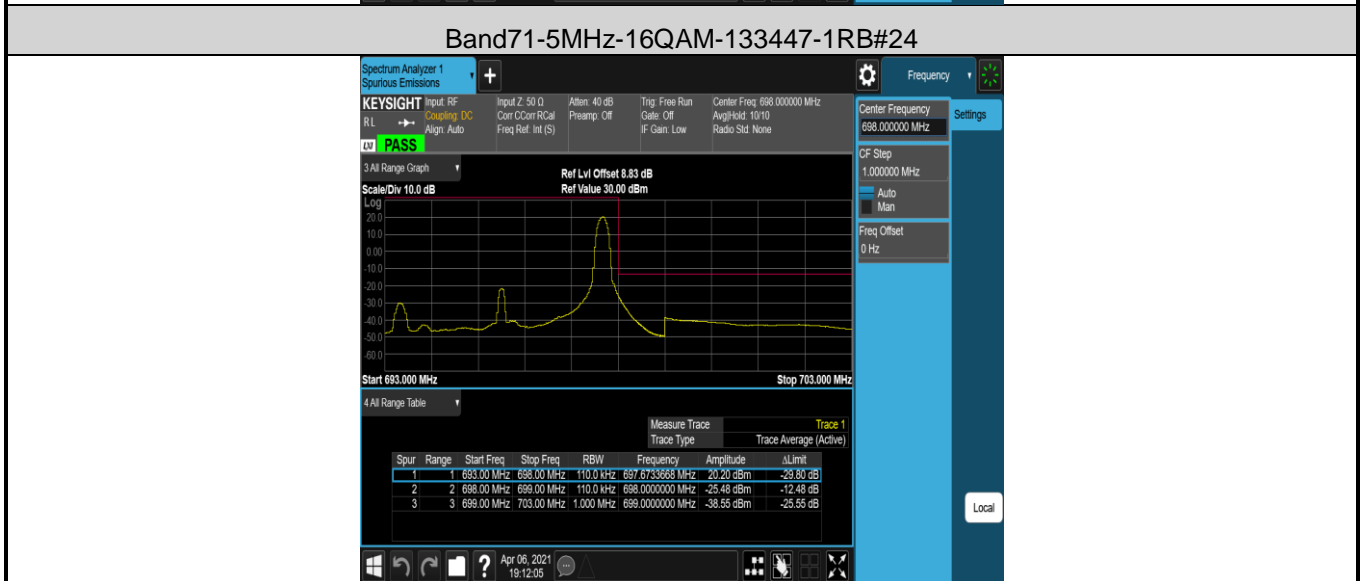 Band71-5MHz-16QAM-133447-1RB#24
Spectrum Analyzer 1
Spurious Emissions
+
Frequency
KEYSIGHT Input: RF Input Z: 50 Ω Atten: 40 dB Trig: Free Run Center Freq: 698.000000 MHz
RL Coupling: DC Corr CCorr RCal Preamp: Off Gate: Off Avg|Hold: 10/10
Align: Auto Freq Ref: Int (S) IF Gain: Low Radio Std: None
LXI PASS
Center Frequency
698.000000 MHz
Settings
CF Step
1.000000 MHz
Auto
Man
Freq Offset
0 Hz
3 All Range Graph
Ref Lvl Offset 8.83 dB
Scale/Div 10.0 dB Ref Value 30.00 dBm
Log
20.0
10.0
0.00
-10.0
-20.0
-30.0
-40.0
-50.0
-60.0
Start 693.000 MHz Stop 703.000 MHz
4 All Range Table
Measure Trace Trace 1
Trace Type Trace Average (Active)
Spur Range Start Freq Stop Freq RBW Frequency Amplitude ΔLimit
1 1 693.00 MHz 698.00 MHz 110.0 kHz 697.6733668 MHz 20.20 dBm -29.80 dB
2 2 698.00 MHz 699.00 MHz 110.0 kHz 698.0000000 MHz -25.48 dBm -12.48 dB
3 3 699.00 MHz 703.00 MHz 1.000 MHz 699.0000000 MHz -38.55 dBm -25.55 dB
Local
? Apr 06, 2021
19:12:05